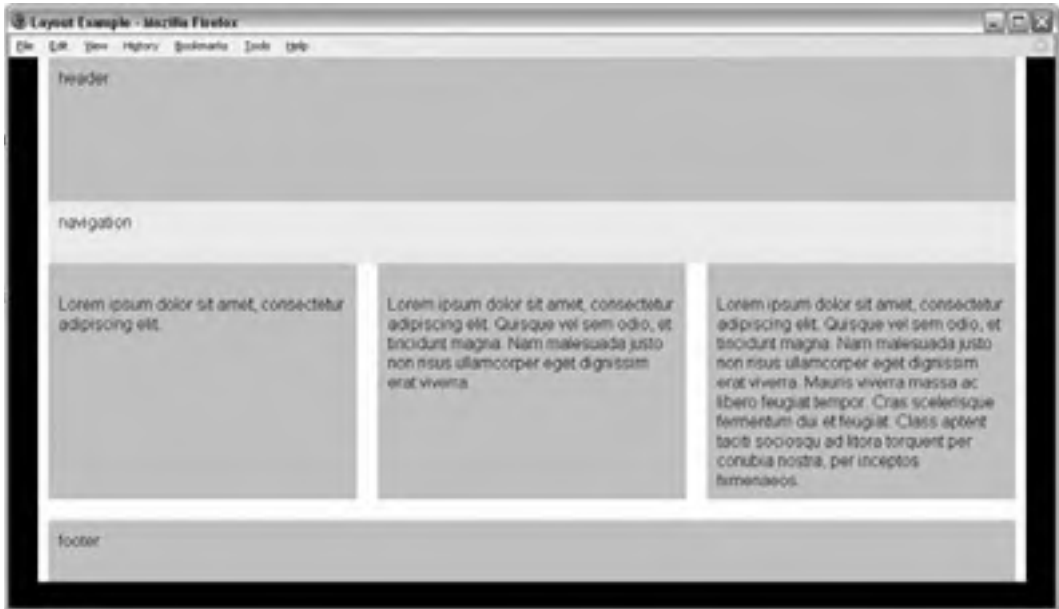 Layout Example - Mozilla Firefox
File Edit View History Bookmarks Tools Help
header
navigation
Lorem ipsum dolor sit amet, consectetur
adipiscing elit.
Lorem ipsum dolor sit amet, consectetur
adipiscing elit. Quisque vel sem odio, et
tincidunt magna. Nam malesuada justo
non risus ullamcorper eget dignissim
erat viverra.
Lorem ipsum dolor sit amet, consectetur
adipiscing elit. Quisque vel sem odio, et
tincidunt magna. Nam malesuada justo
non risus ullamcorper eget dignissim
erat viverra. Mauris viverra massa ac
libero feugiat tempor. Cras scelerisque
fermentum dui et feugiat. Class aptent
taciti sociosqu ad litora torquent per
conubia nostra, per inceptos
himenaeos.
footer